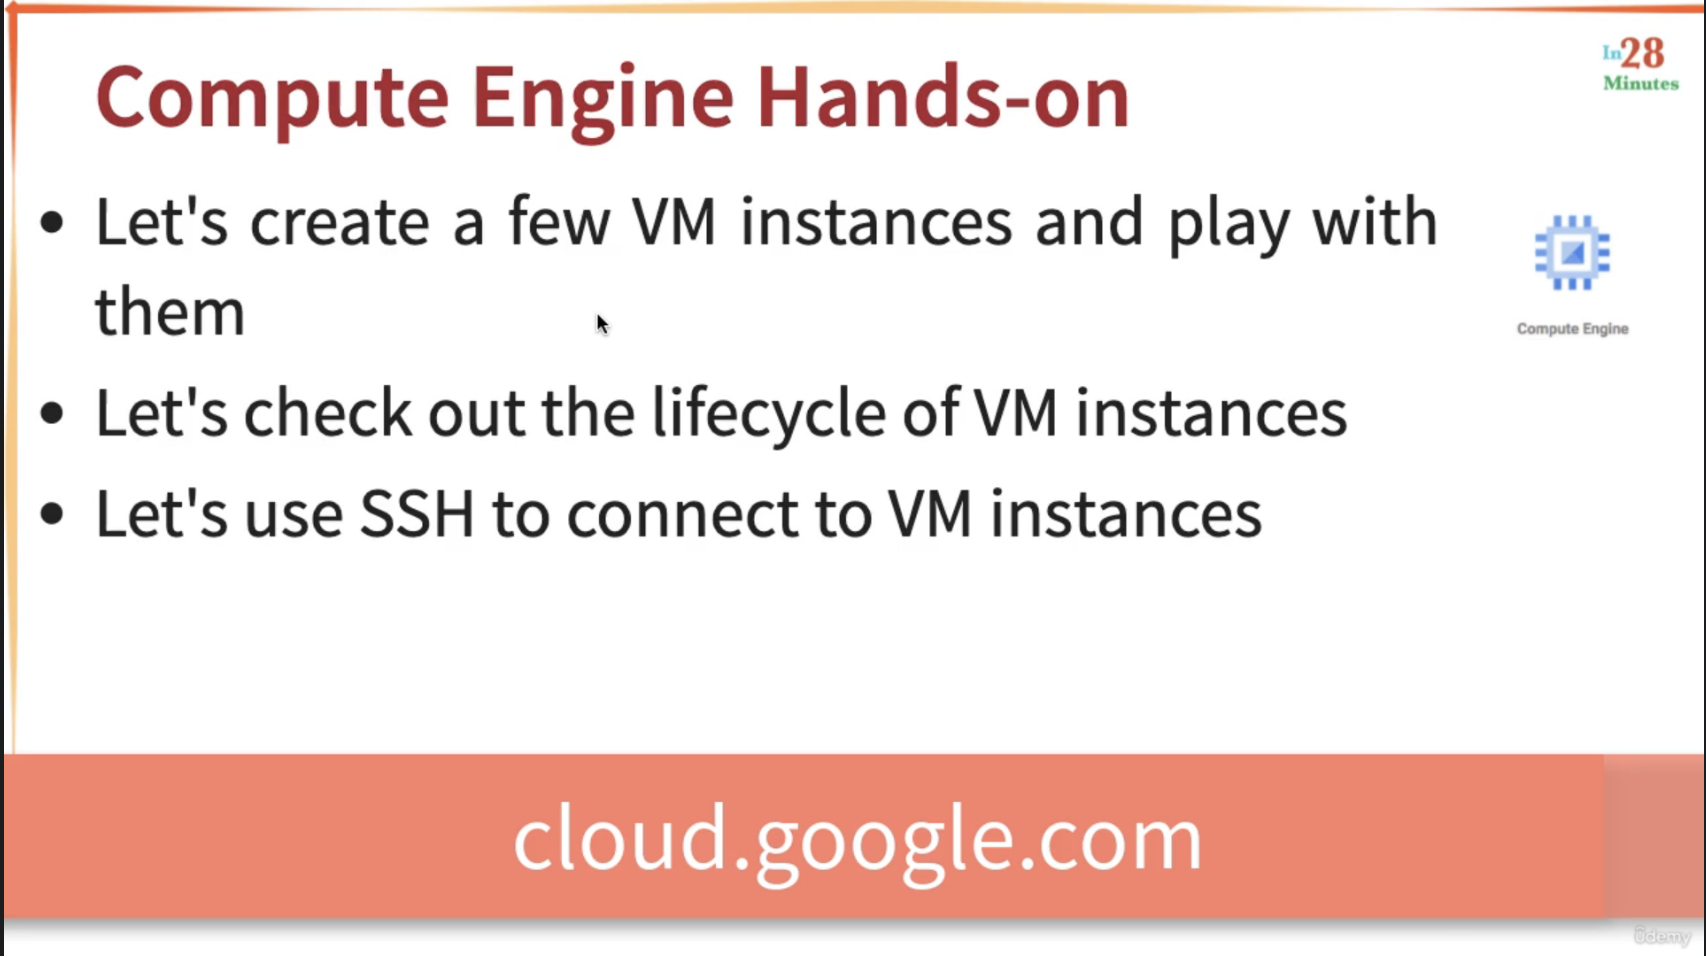 Compute Engine Hands-on
In28
Minutes
• Let's create a few VM instances and play with
them
Compute Engine
• Let's check out the lifecycle of VM instances
• Let's use SSH to connect to VM instances
cloud.google.com
ûdemy